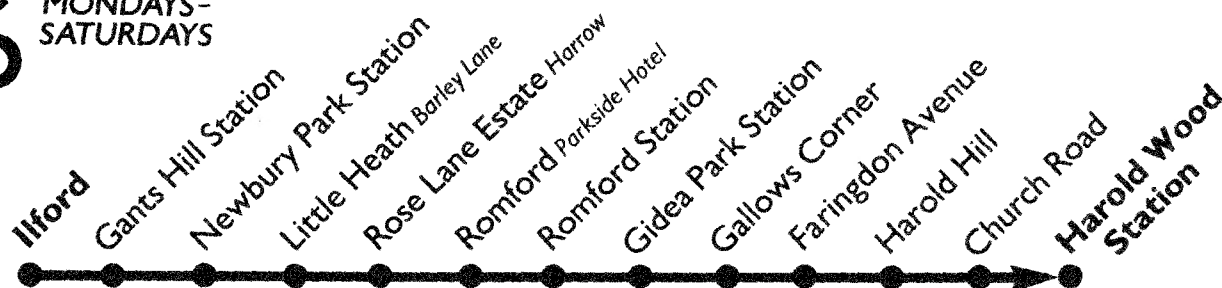 MONDAYS-
SATURDAYS
Ilford
Gants Hill Station
Newbury Park Station
Little Heath Barley Lane
Rose Lane Estate Harrow
Romford Parkside Hotel
Romford Station
Gidea Park Station
Gallows Corner
Faringdon Avenue
Harold Hill
Church Road
Harold Wood
Station